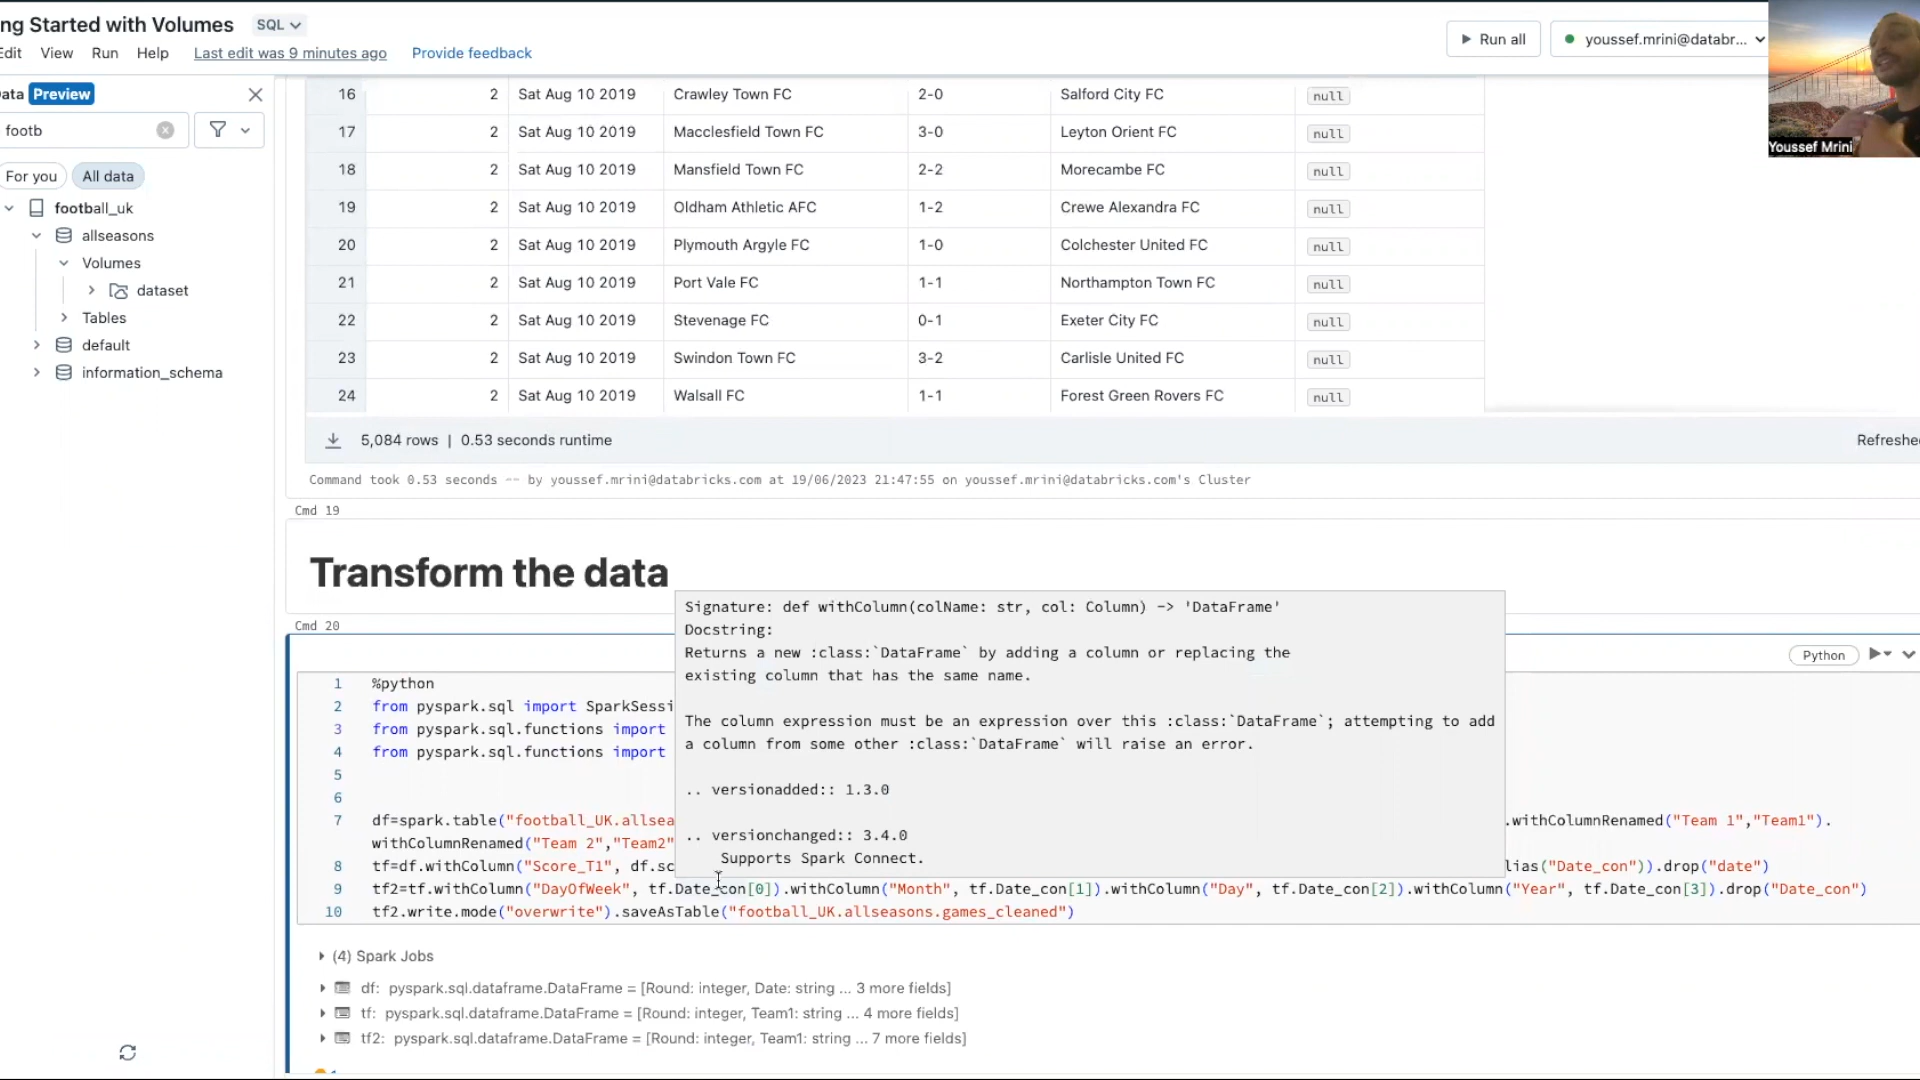 ng Started with Volumes SQL
Edit View Run Help Last edit was 9 minutes ago Provide feedback
Run all youssef.mrini@databr...
Youssef Mrini
ata Preview
footb
For you All data
football_uk
allseasons
Volumes
dataset
Tables
default
information_schema
16 2 Sat Aug 10 2019 Crawley Town FC 2-0 Salford City FC null
17 2 Sat Aug 10 2019 Macclesfield Town FC 3-0 Leyton Orient FC null
18 2 Sat Aug 10 2019 Mansfield Town FC 2-2 Morecambe FC null
19 2 Sat Aug 10 2019 Oldham Athletic AFC 1-2 Crewe Alexandra FC null
20 2 Sat Aug 10 2019 Plymouth Argyle FC 1-0 Colchester United FC null
21 2 Sat Aug 10 2019 Port Vale FC 1-1 Northampton Town FC null
22 2 Sat Aug 10 2019 Stevenage FC 0-1 Exeter City FC null
23 2 Sat Aug 10 2019 Swindon Town FC 3-2 Carlisle United FC null
24 2 Sat Aug 10 2019 Walsall FC 1-1 Forest Green Rovers FC null
5,084 rows | 0.53 seconds runtime Refreshe
Command took 0.53 seconds -- by youssef.mrini@databricks.com at 19/06/2023 21:47:55 on youssef.mrini@databricks.com's Cluster
Cmd 19
Transform the data
Cmd 20
Python
Signature: def withColumn(colName: str, col: Column) -> 'DataFrame'
Docstring:
Returns a new :class:`DataFrame` by adding a column or replacing the
existing column that has the same name.
The column expression must be an expression over this :class:`DataFrame`; attempting to add
a column from some other :class:`DataFrame` will raise an error.
.. versionadded:: 1.3.0
.. versionchanged:: 3.4.0
Supports Spark Connect.
1 %python
2 from pyspark.sql import SparkSessi
3 from pyspark.sql.functions import
4 from pyspark.sql.functions import
5
6
7 df=spark.table("football_UK.allsea .withColumnRenamed("Team 1","Team1").
withColumnRenamed("Team 2","Team2"
8 tf=df.withColumn("Score_T1", df.sc lias("Date_con")).drop("date")
9 tf2=tf.withColumn("DayOfWeek", tf.Date_con[0]).withColumn("Month", tf.Date_con[1]).withColumn("Day", tf.Date_con[2]).withColumn("Year", tf.Date_con[3]).drop("Date_con")
10 tf2.write.mode("overwrite").saveAsTable("football_UK.allseasons.games_cleaned")
(4) Spark Jobs
df: pyspark.sql.dataframe.DataFrame = [Round: integer, Date: string ... 3 more fields]
tf: pyspark.sql.dataframe.DataFrame = [Round: integer, Team1: string ... 4 more fields]
tf2: pyspark.sql.dataframe.DataFrame = [Round: integer, Team1: string ... 7 more fields]